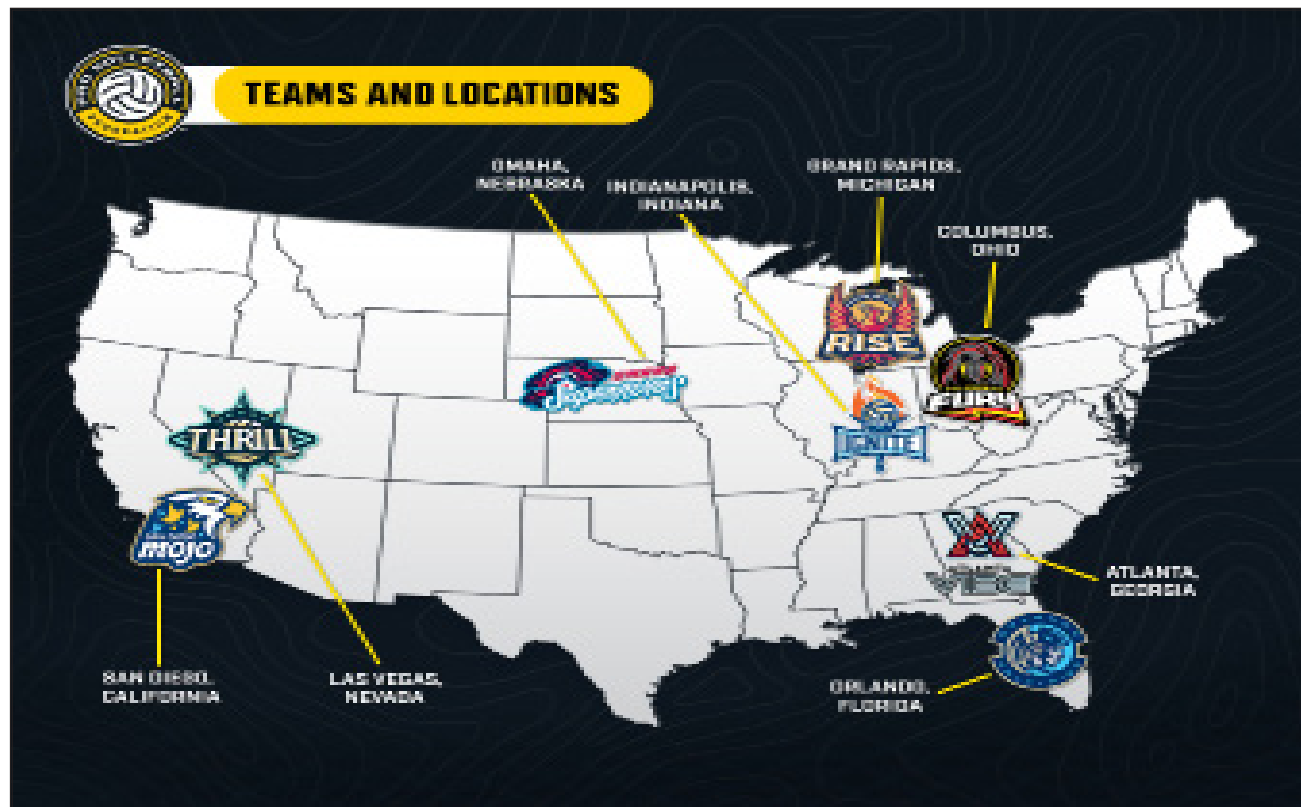 TEAMS AND LOCATIONS
OMAHA,
NEBRASKA
INDIANAPOLIS,
INDIANA
GRAND RAPIDS,
MICHIGAN
COLUMBUS,
OHIO
RISE
FURY
IGNITE
THRILL
MOJO
ATLANTA,
GEORGIA
SAN DIEGO,
CALIFORNIA
LAS VEGAS,
NEVADA
ORLANDO,
FLORIDA